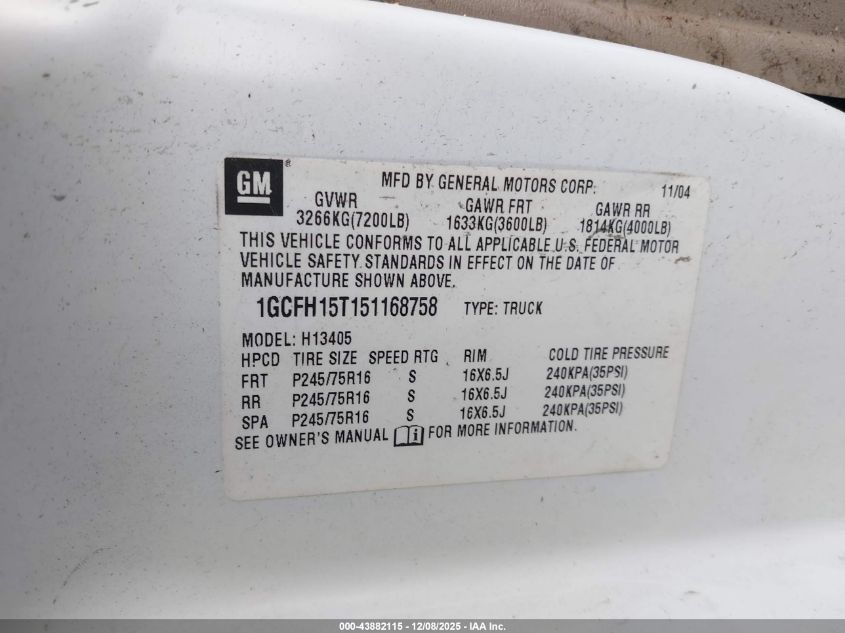 GM ® MFD BY GENERAL MOTORS CORP. 11/04
GVWR GAWR FRT GAWR RR
3266KG(7200LB) 1633KG(3600LB) 1814KG(4000LB)
THIS VEHICLE CONFORMS TO ALL APPLICABLE U.S. FEDERAL MOTOR
VEHICLE SAFETY STANDARDS IN EFFECT ON THE DATE OF
MANUFACTURE SHOWN ABOVE.
1GCFH15T151168758 TYPE: TRUCK
MODEL: H13405
HPCD TIRE SIZE SPEED RTG RIM COLD TIRE PRESSURE
FRT P245/75R16 S 16X6.5J 240KPA(35PSI)
RR P245/75R16 S 16X6.5J 240KPA(35PSI)
SPA P245/75R16 S 16X6.5J 240KPA(35PSI)
SEE OWNER'S MANUAL i FOR MORE INFORMATION.
000-43882115 - 12/08/2025 - IAA Inc.